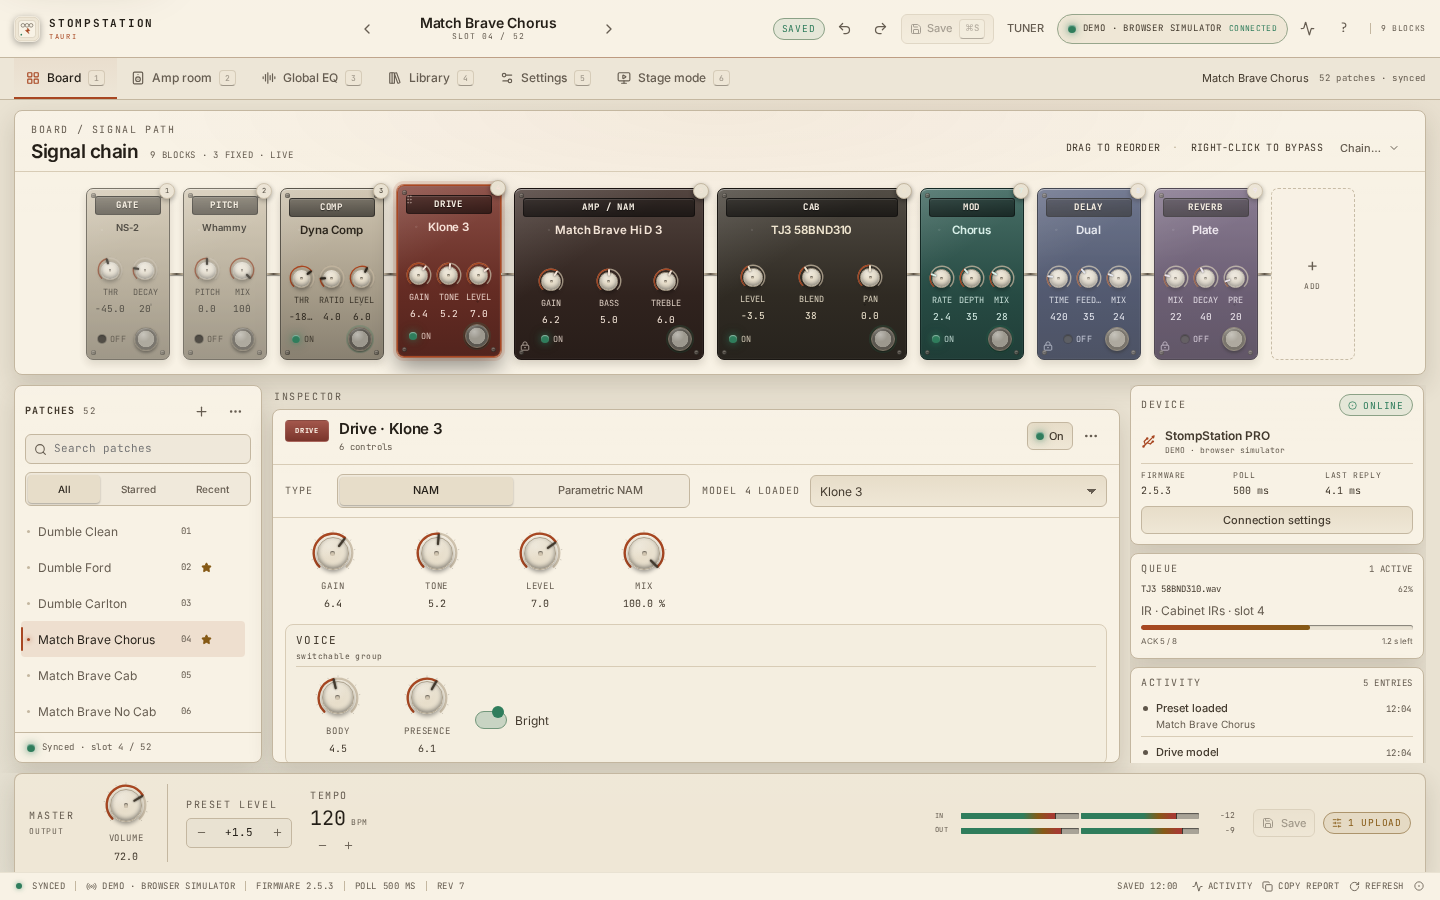 STOMPSTATION
TAURI
Match Brave Chorus
SLOT 04 / 52
SAVED
Save ⌘S
TUNER
DEMO · BROWSER SIMULATOR CONNECTED
?
9 BLOCKS
Board 1
Amp room 2
Global EQ 3
Library 4
Settings 5
Stage mode 6
Match Brave Chorus 52 patches · synced
BOARD / SIGNAL PATH
Signal chain 9 BLOCKS · 3 FIXED · LIVE
DRAG TO REORDER · RIGHT-CLICK TO BYPASS Chain...
1
GATE
NS-2
THR DECAY
-45.0 20
OFF
2
PITCH
Whammy
PITCH MIX
0.0 100
OFF
3
COMP
Dyna Comp
THR RATIO LEVEL
-18… 4.0 6.0
ON
DRIVE
Klone 3
GAIN TONE LEVEL
6.4 5.2 7.0
ON
AMP / NAM
Match Brave Hi D 3
GAIN BASS TREBLE
6.2 5.0 6.0
ON
CAB
TJ3 58BND310
LEVEL BLEND PAN
-3.5 38 0.0
ON
MOD
Chorus
RATE DEPTH MIX
2.4 35 28
ON
DELAY
Dual
TIME FEED… MIX
420 35 24
OFF
REVERB
Plate
MIX DECAY PRE
22 40 20
OFF
+
ADD
PATCHES 52
Search patches
All Starred Recent
Dumble Clean 01
Dumble Ford 02
Dumble Carlton 03
Match Brave Chorus 04
Match Brave Cab 05
Match Brave No Cab 06
Synced · slot 4 / 52
INSPECTOR
DRIVE
Drive · Klone 3
6 controls
On
TYPE NAM Parametric NAM MODEL 4 LOADED Klone 3
GAIN TONE LEVEL MIX
6.4 5.2 7.0 100.0 %
VOICE
switchable group
Bright
BODY PRESENCE
4.5 6.1
DEVICE ONLINE
StompStation PRO
DEMO · browser simulator
FIRMWARE POLL LAST REPLY
2.5.3 500 ms 4.1 ms
Connection settings
QUEUE 1 ACTIVE
TJ3 58BND310.wav 62%
IR · Cabinet IRs · slot 4
ACK 5 / 8 1.2 s left
ACTIVITY 5 ENTRIES
Preset loaded 12:04
Match Brave Chorus
Drive model 12:04
MASTER
OUTPUT
VOLUME
72.0
PRESET LEVEL
− +1.5 +
TEMPO
120 BPM
− +
IN -12
OUT -9
Save
1 UPLOAD
SYNCED DEMO · BROWSER SIMULATOR FIRMWARE 2.5.3 POLL 500 MS REV 7
SAVED 12:00 ACTIVITY COPY REPORT REFRESH